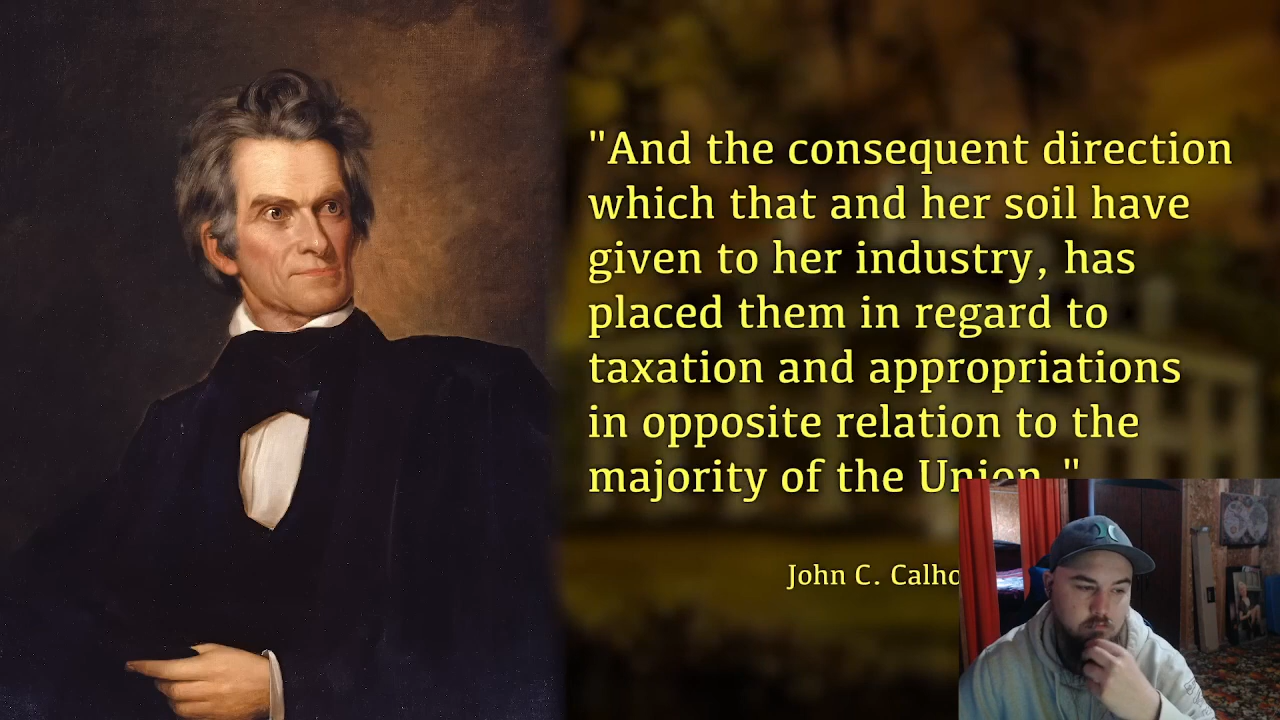 "And the consequent direction
which that and her soil have
given to her industry, has
placed them in regard to
taxation and appropriations
in opposite relation to the
majority of the Union."
John C.